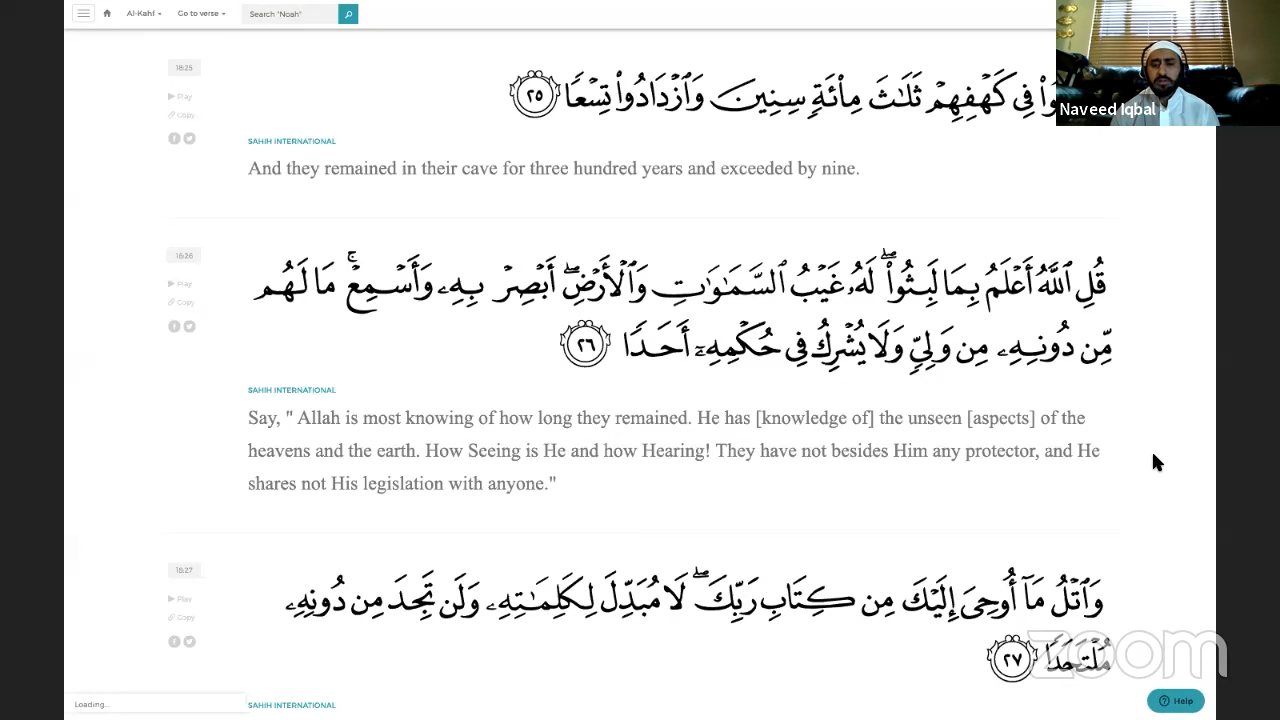 Al-Kahf
Go to verse
Search "Noah"
18:25
Play
Copy
فِي كَهْفِهِمْ ثَلَٰثَ مِا۟ئَةٍ سِنِينَ وَٱزْدَادُوا۟ تِسْعًا ٢٥
Naveed Iqbal
SAHIH INTERNATIONAL
And they remained in their cave for three hundred years and exceeded by nine.
18:26
Play
Copy
قُلِ ٱللَّهُ أَعْلَمُ بِمَا لَبِثُوا۟ ۖ لَهُۥ غَيْبُ ٱلسَّمَٰوَٰتِ وَٱلْأَرْضِ ۖ أَبْصِرْ بِهِۦ وَأَسْمِعْ ۚ مَا لَهُم
مِّن دُونِهِۦ مِن وَلِىٍّ وَلَا يُشْرِكُ فِى حُكْمِهِۦٓ أَحَدًا ٢٦
SAHIH INTERNATIONAL
Say, " Allah is most knowing of how long they remained. He has [knowledge of] the unseen [aspects] of the
heavens and the earth. How Seeing is He and how Hearing! They have not besides Him any protector, and He
shares not His legislation with anyone."
18:27
Play
Copy
وَٱتْلُ مَآ أُوحِىَ إِلَيْكَ مِن كِتَابِ رَبِّكَ ۖ لَا مُبَدِّلَ لِكَلِمَٰتِهِۦ وَلَن تَجِدَ مِن دُونِهِۦ
مُلْتَحَدًا ٢٧
zoom
Loading...
SAHIH INTERNATIONAL
Help